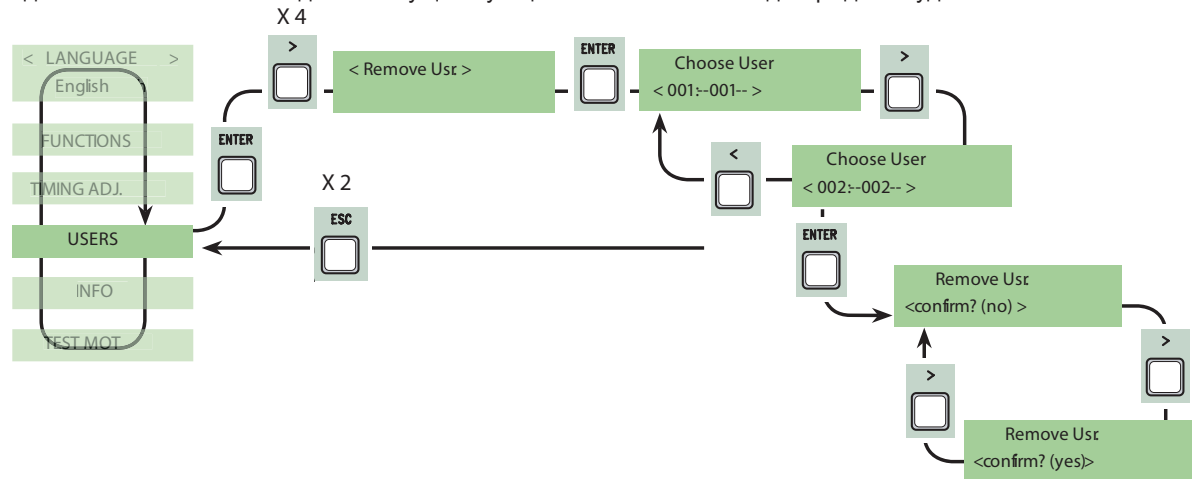 X 4
>
ENTER
< LANGUAGE >
English
< Remove Usr. >
Choose User
< 001:--001-- >
>
FUNCTIONS
ENTER
<
Choose User
< 002:--002-- >
TIMING ADJ.
X 2
ESC
USERS
ENTER
INFO
Remove Usr.
<confirm? (no) >
TEST MOT
>
>
Remove Usr.
<confirm? (yes)>